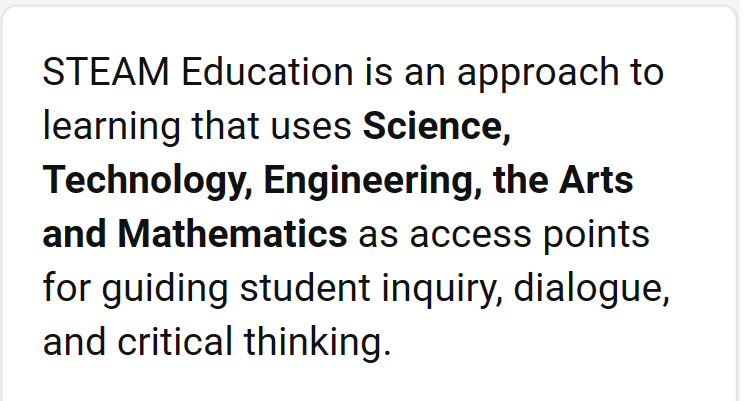 STEAM Education is an approach to
learning that uses Science,
Technology, Engineering, the Arts
and Mathematics as access points
for guiding student inquiry, dialogue,
and critical thinking.